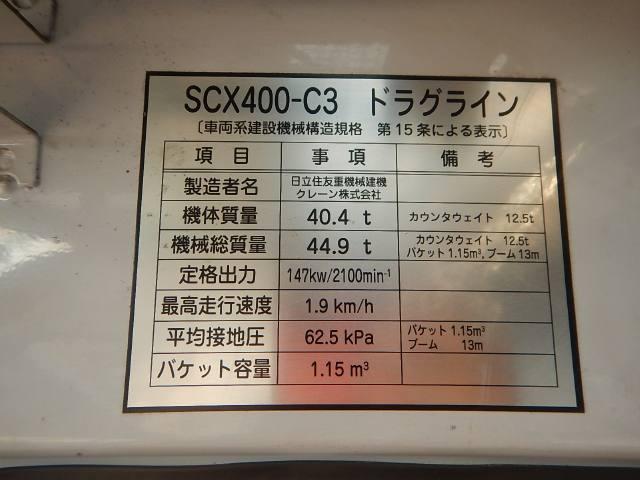 SCX400-C3 ドラグライン
〔車両系建設機械構造規格 第15条による表示〕
項目 事項 備考
製造者名 日立住友重機械建機
クレーン株式会社
機体質量 40.4 t カウンタウェイト 12.5t
機械総質量 44.9 t カウンタウェイト 12.5t
バケット 1.15m³, ブーム 13m
定格出力 147kw/2100min⁻¹
最高走行速度 1.9 km/h
平均接地圧 62.5 kPa バケット 1.15m³
ブーム 13m
バケット容量 1.15 m³